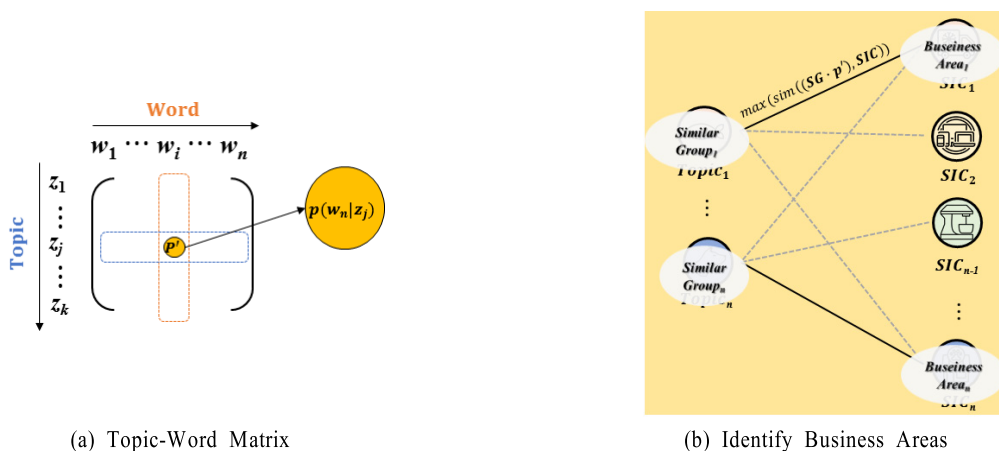 Word
w₁ ⋯ wᵢ ⋯ wₙ
Topic
z₁
⋮
zⱼ
⋮
zₖ
P'
p(wₙ|zⱼ)
(a) Topic-Word Matrix
max(sim((SG · p'), SIC))
Similar
Group₁
Topic₁
⋮
Similar
Groupₙ
Topicₙ
Buseiness
Area₁
SIC₁
SIC₂
SICₙ₋₁
⋮
Buseiness
Areaₙ
SICₙ
(b) Identify Business Areas